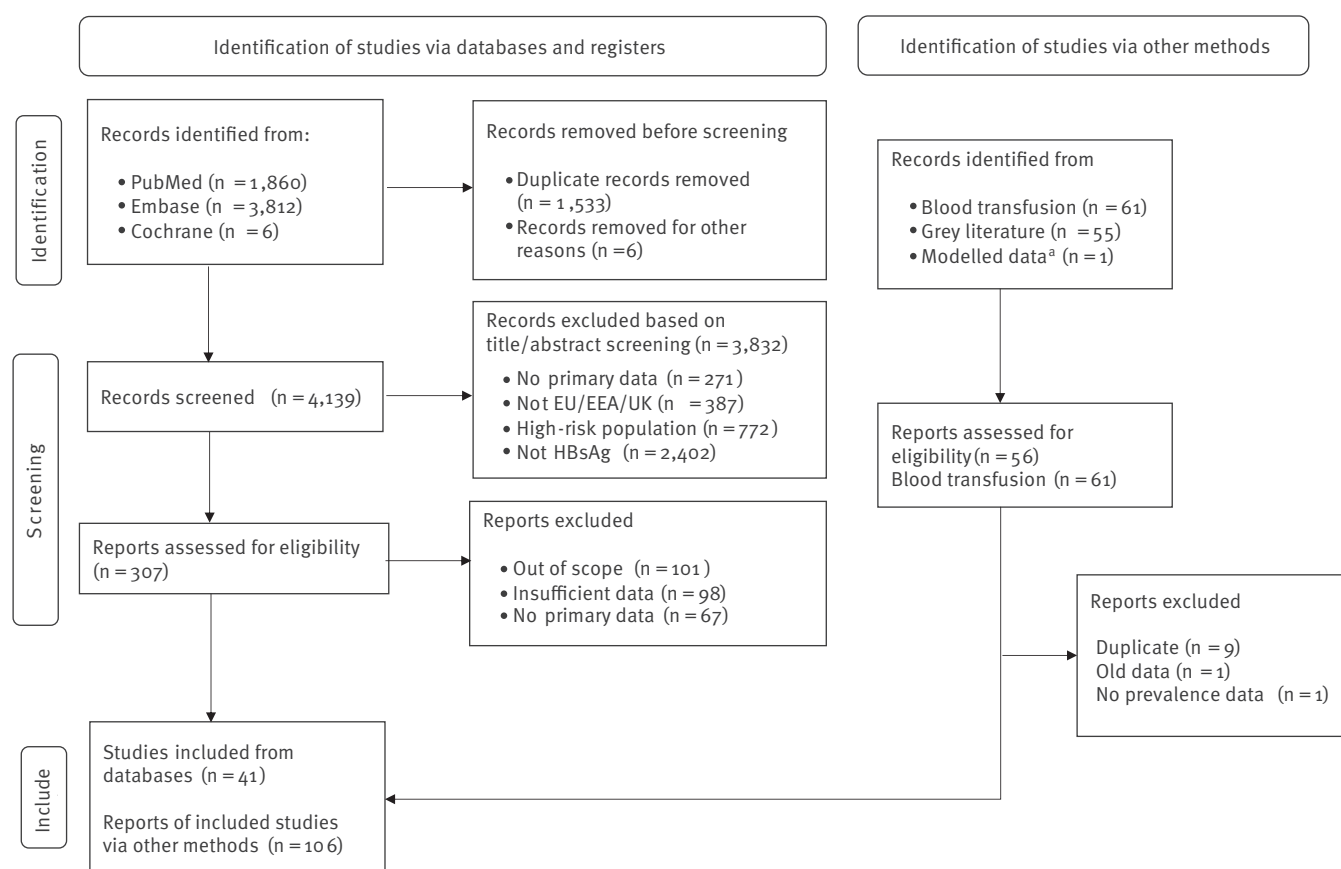 Identification of studies via databases and registers
Identification of studies via other methods
Identification
Records identified from:
• PubMed (n = 1,860)
• Embase (n = 3,812)
• Cochrane (n = 6)
Records removed before screening
• Duplicate records removed
(n = 1,533)
• Records removed for other
reasons (n = 6)
Records identified from
• Blood transfusion (n = 61)
• Grey literature (n = 55)
• Modelled dataᵃ (n = 1)
Screening
Records screened (n = 4,139)
Records excluded based on
title/abstract screening (n = 3,832)
• No primary data (n = 271)
• Not EU/EEA/UK (n = 387)
• High-risk population (n = 772)
• Not HBsAg (n = 2,402)
Reports assessed for
eligibility (n = 56)
Blood transfusion (n = 61)
Reports assessed for eligibility
(n = 307)
Reports excluded
• Out of scope (n = 101)
• Insufficient data (n = 98)
• No primary data (n = 67)
Reports excluded
Duplicate (n = 9)
Old data (n = 1)
No prevalence data (n = 1)
Include
Studies included from
databases (n = 41)
Reports of included studies
via other methods (n = 106)